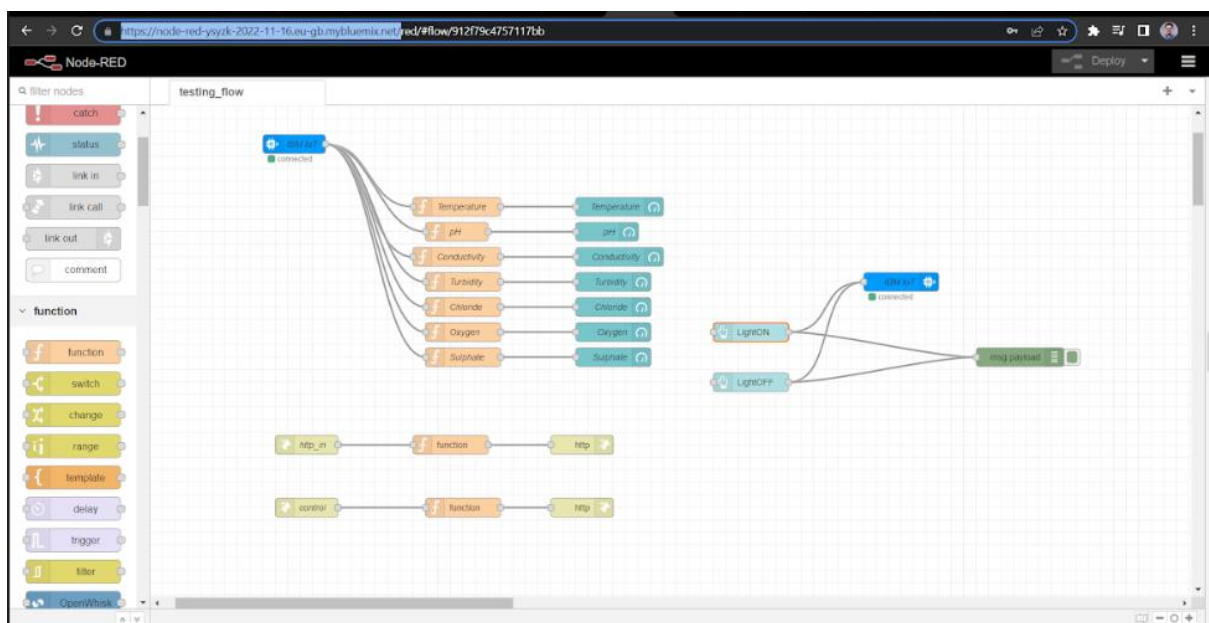 https://node-red-ysyzk-2022-11-16.eu-gb.mybluemix.net/red/#flow/912f79c4757117bb
Node-RED
Deploy
filter nodes
testing_flow
catch
status
link in
link call
link out
comment
function
function
switch
change
range
template
delay
trigger
filter
OpenWhisk
IBM IoT
connected
Temperature
Temperature
pH
pH
Conductivity
Conductivity
Turbidity
Turbidity
Chloride
Chloride
Oxygen
Oxygen
Sulphate
Sulphate
IBM IoT
connected
LightON
LightOFF
msg.payload
http_in
function
http
control
function
http